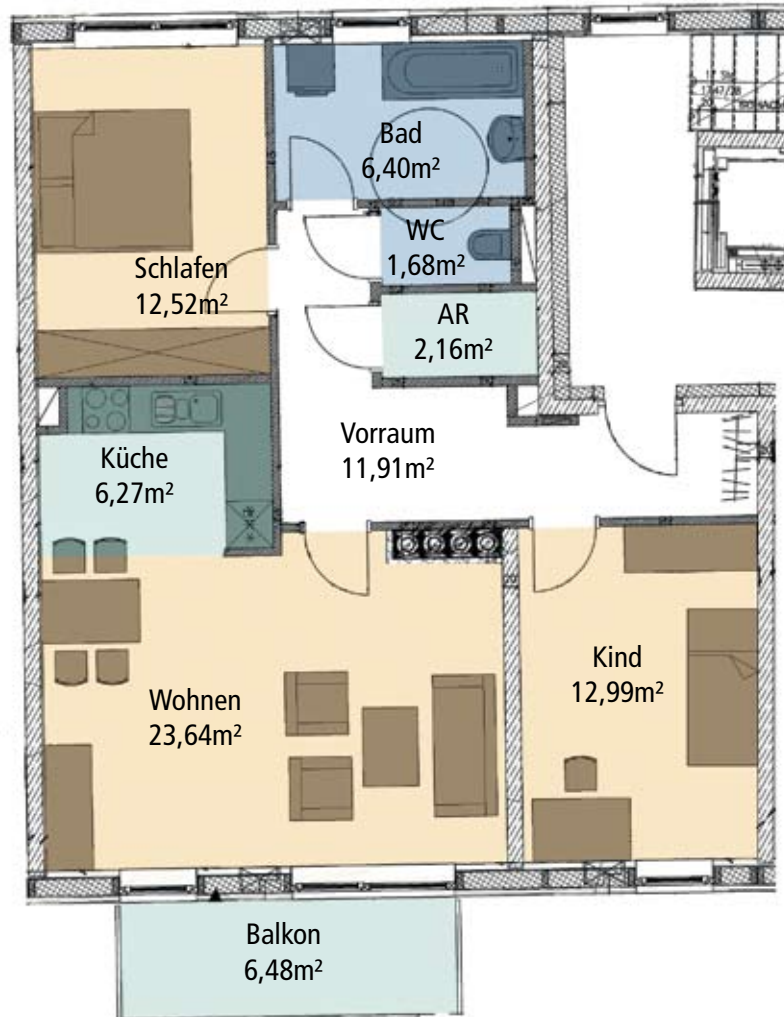 Bad
6,40m²
WC
1,68m²
Schlafen
12,52m²
AR
2,16m²
Vorraum
11,91m²
Küche
6,27m²
Kind
12,99m²
Wohnen
23,64m²
Balkon
6,48m²